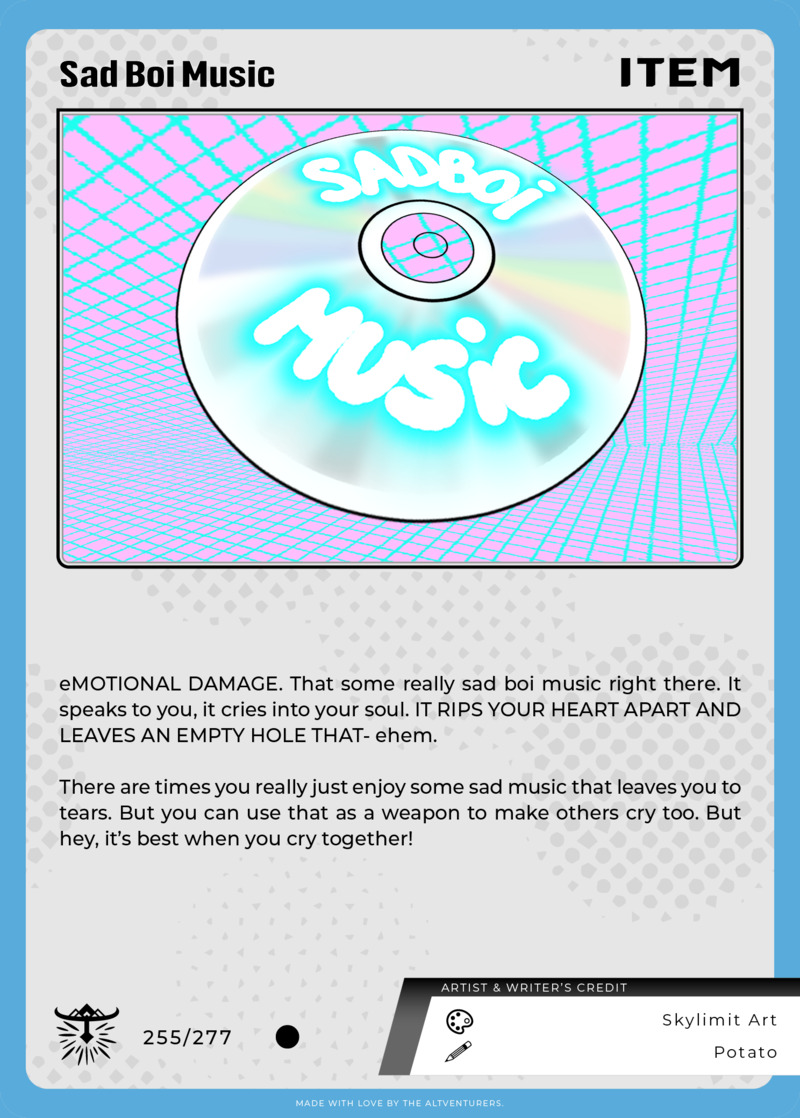 Sad Boi Music
ITEM
SADBOi
MUSiC
eMOTIONAL DAMAGE. That some really sad boi music right there. It
speaks to you, it cries into your soul. IT RIPS YOUR HEART APART AND
LEAVES AN EMPTY HOLE THAT- ehem.
There are times you really just enjoy some sad music that leaves you to
tears. But you can use that as a weapon to make others cry too. But
hey, it’s best when you cry together!
ARTIST & WRITER’S CREDIT
Skylimit Art
Potato
255/277
MADE WITH LOVE BY THE ALTVENTURERS.